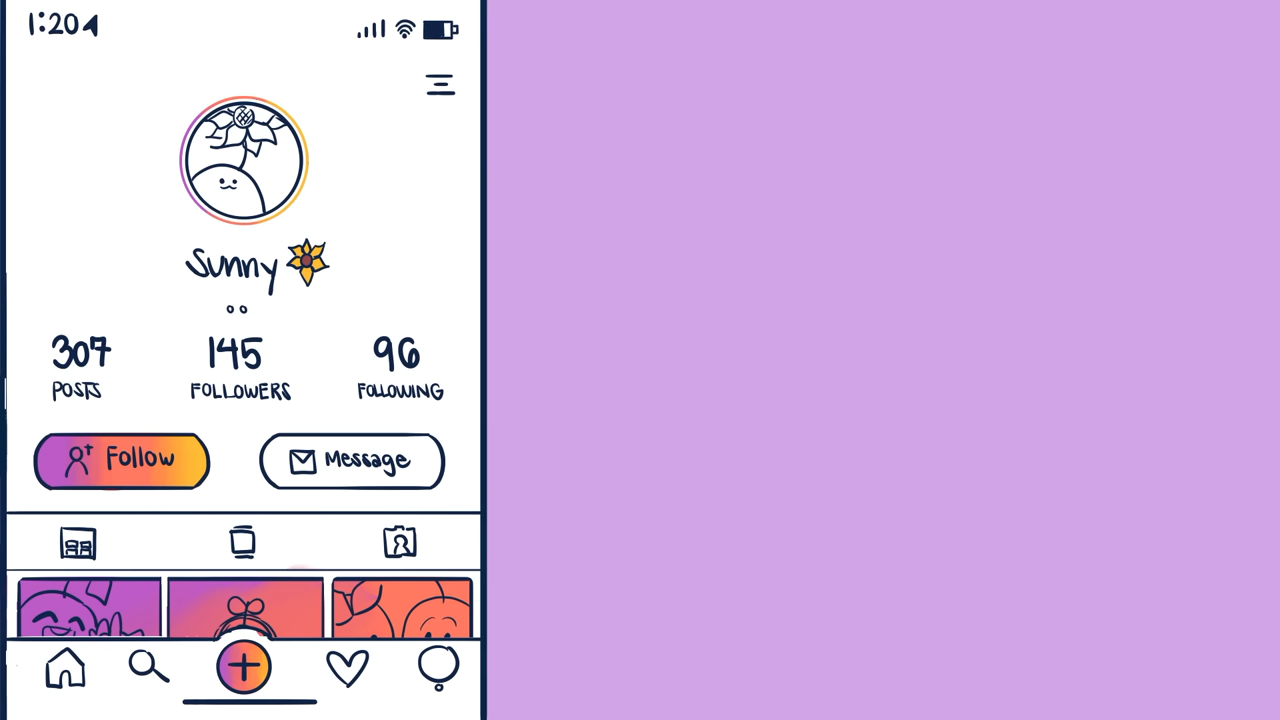 1:20
Sunny
307 145 96
POSTS FOLLOWERS FOLLOWING
Follow Message